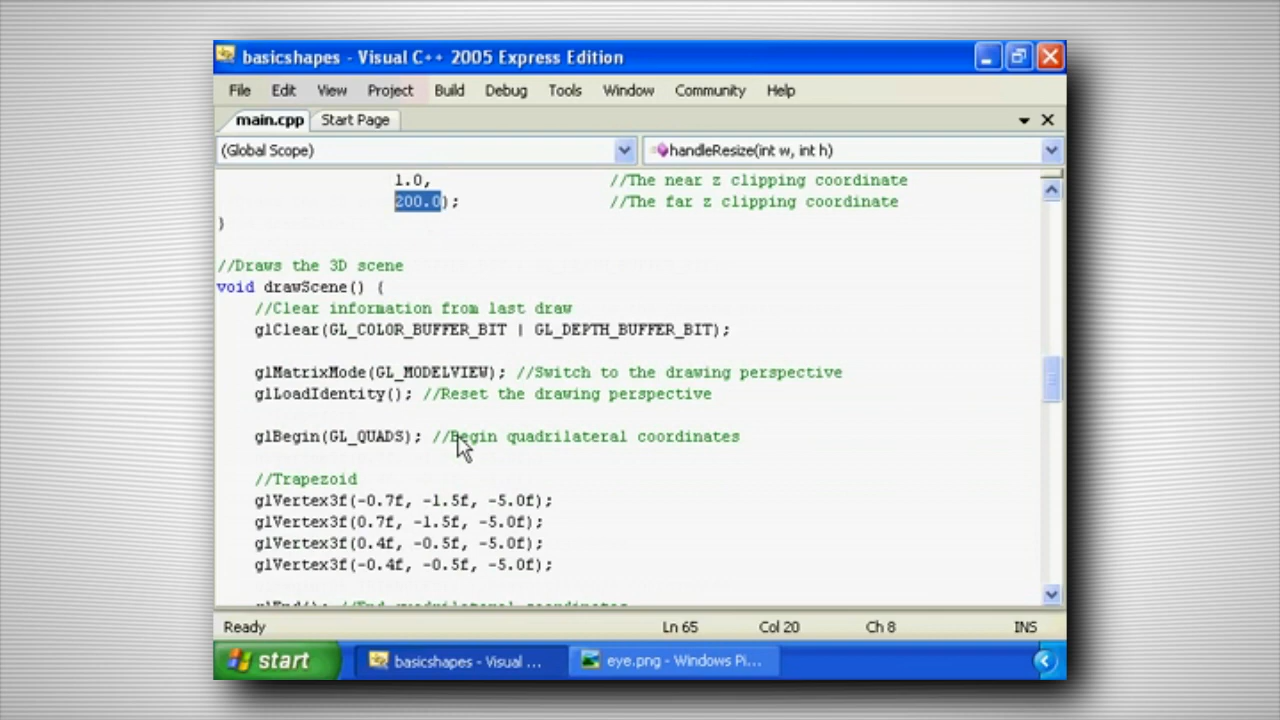 basicshapes - Visual C++ 2005 Express Edition
File Edit View Project Build Debug Tools Window Community Help
main.cpp Start Page
(Global Scope) handleResize(int w, int h)
1.0, //The near z clipping coordinate
200.0); //The far z clipping coordinate
}
//Draws the 3D scene
void drawScene() {
//Clear information from last draw
glClear(GL_COLOR_BUFFER_BIT | GL_DEPTH_BUFFER_BIT);
glMatrixMode(GL_MODELVIEW); //Switch to the drawing perspective
glLoadIdentity(); //Reset the drawing perspective
glBegin(GL_QUADS); //Begin quadrilateral coordinates
//Trapezoid
glVertex3f(-0.7f, -1.5f, -5.0f);
glVertex3f(0.7f, -1.5f, -5.0f);
glVertex3f(0.4f, -0.5f, -5.0f);
glVertex3f(-0.4f, -0.5f, -5.0f);
glEnd(); //End quadrilateral coordinates
Ready Ln 65 Col 20 Ch 8 INS
start basicshapes - Visual ... eye.png - Windows Pi...